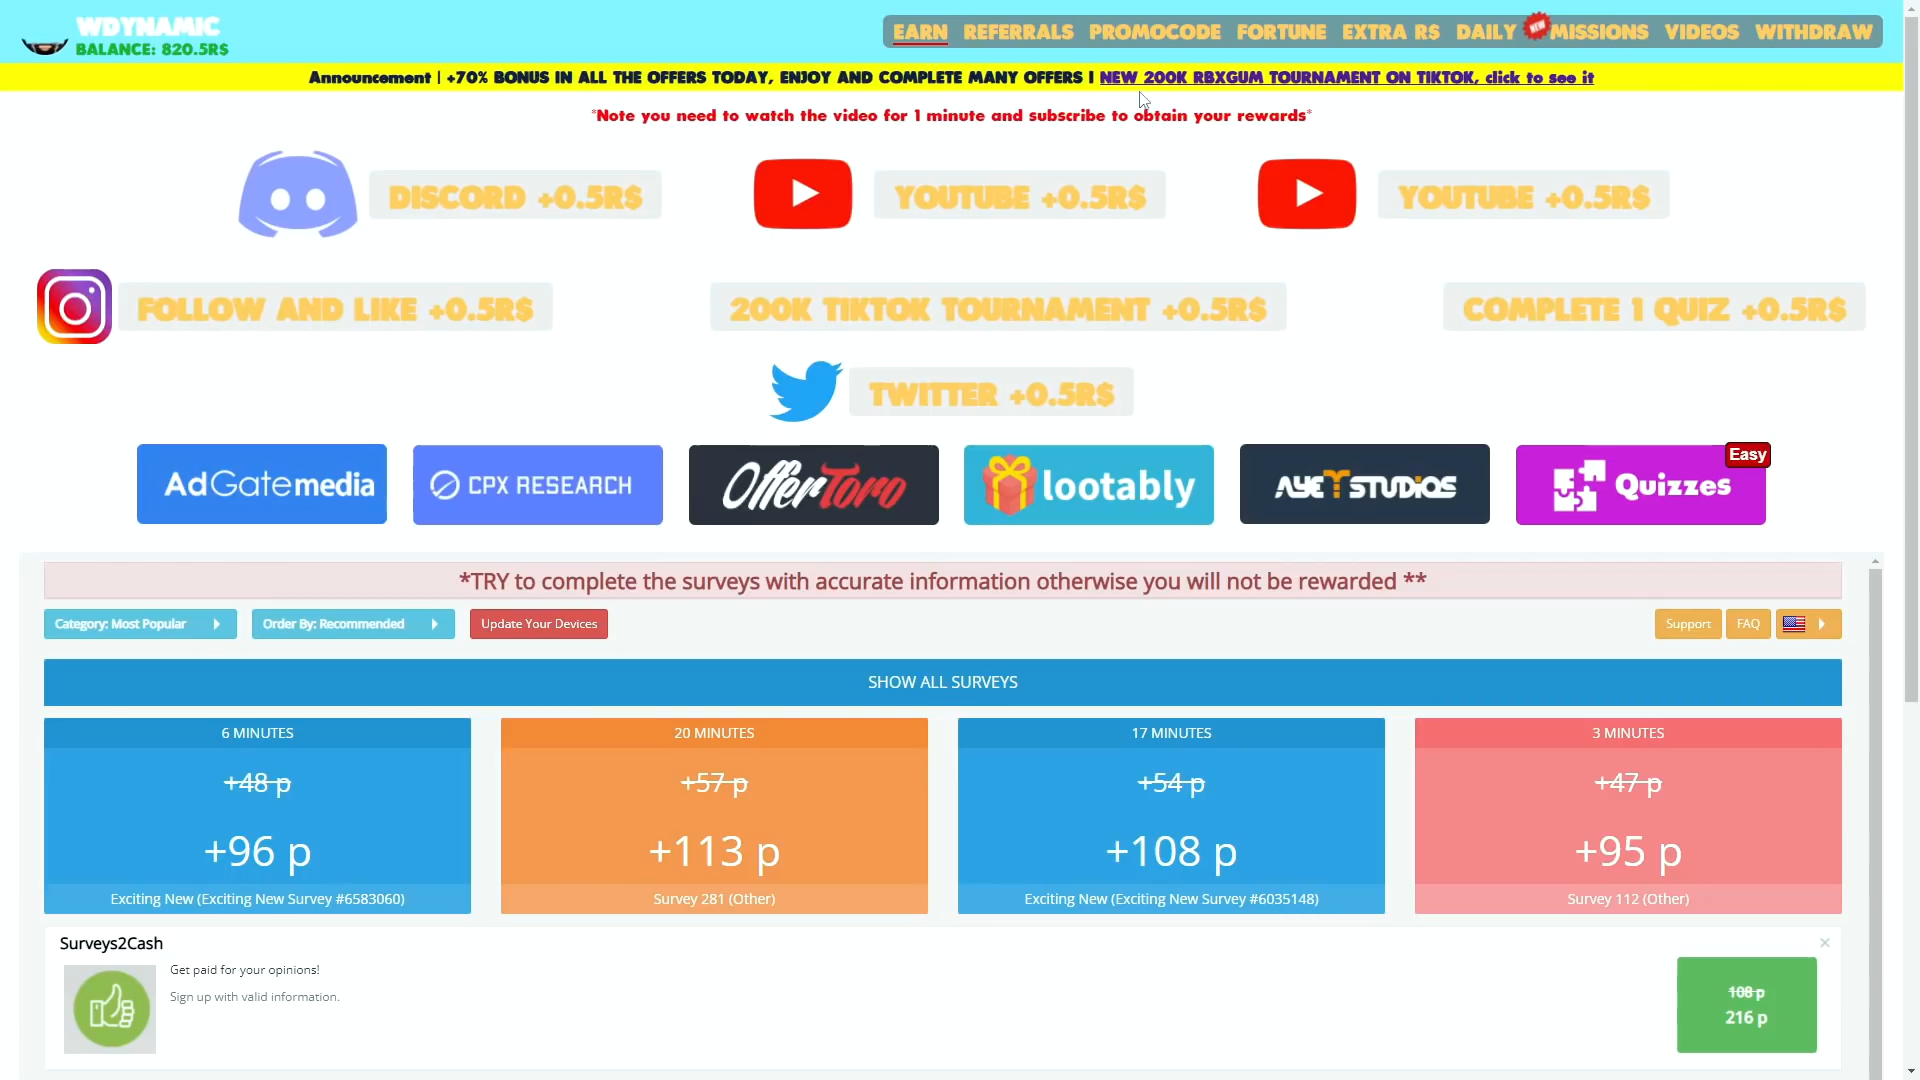 WDYNAMIC
BALANCE: 820.5R$
EARN REFERRALS PROMOCODE FORTUNE EXTRA R$ DAILY NEW MISSIONS VIDEOS WITHDRAW
Announcement | +70% BONUS IN ALL THE OFFERS TODAY, ENJOY AND COMPLETE MANY OFFERS | NEW 200K RBXGUM TOURNAMENT ON TIKTOK, click to see it
*Note you need to watch the video for 1 minute and subscribe to obtain your rewards*
DISCORD +0.5R$ YOUTUBE +0.5R$ YOUTUBE +0.5R$
FOLLOW AND LIKE +0.5R$ 200K TIKTOK TOURNAMENT +0.5R$ COMPLETE 1 QUIZ +0.5R$
TWITTER +0.5R$
AdGatemedia CPX RESEARCH OfferToro lootably AYET STUDIOS Quizzes Easy
*TRY to complete the surveys with accurate information otherwise you will not be rewarded **
Category: Most Popular Order By: Recommended Update Your Devices Support FAQ
SHOW ALL SURVEYS
6 MINUTES 20 MINUTES 17 MINUTES 3 MINUTES
+48 p +57 p +54 p +47 p
+96 p +113 p +108 p +95 p
Exciting New (Exciting New Survey #6583060) Survey 281 (Other) Exciting New (Exciting New Survey #6035148) Survey 112 (Other)
Surveys2Cash
Get paid for your opinions!
Sign up with valid information.
108 p
216 p